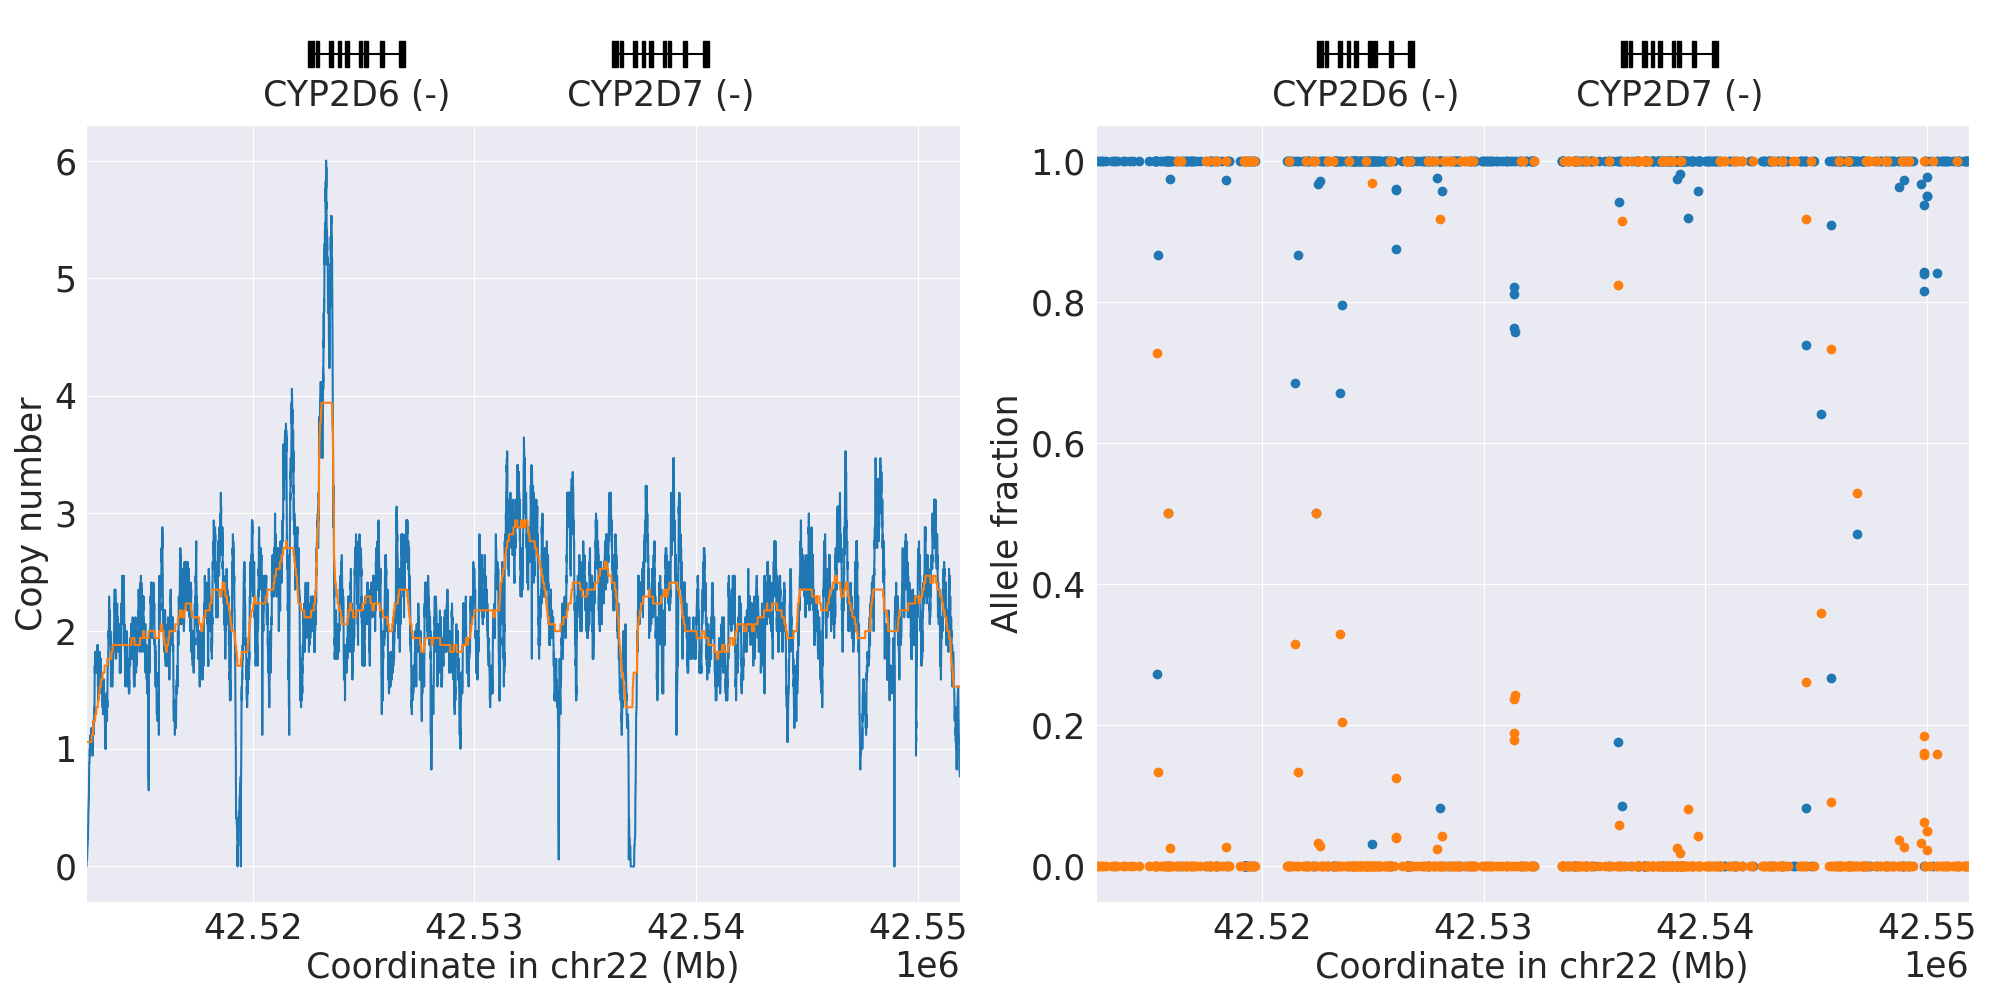 CYP2D6 (-) CYP2D7 (-)
6
5
4
3
2
1
0
Copy number
42.52 42.53 42.54 42.55
Coordinate in chr22 (Mb)
1e6
CYP2D6 (-) CYP2D7 (-)
1.0
0.8
0.6
0.4
0.2
0.0
Allele fraction
42.52 42.53 42.54 42.55
Coordinate in chr22 (Mb)
1e6